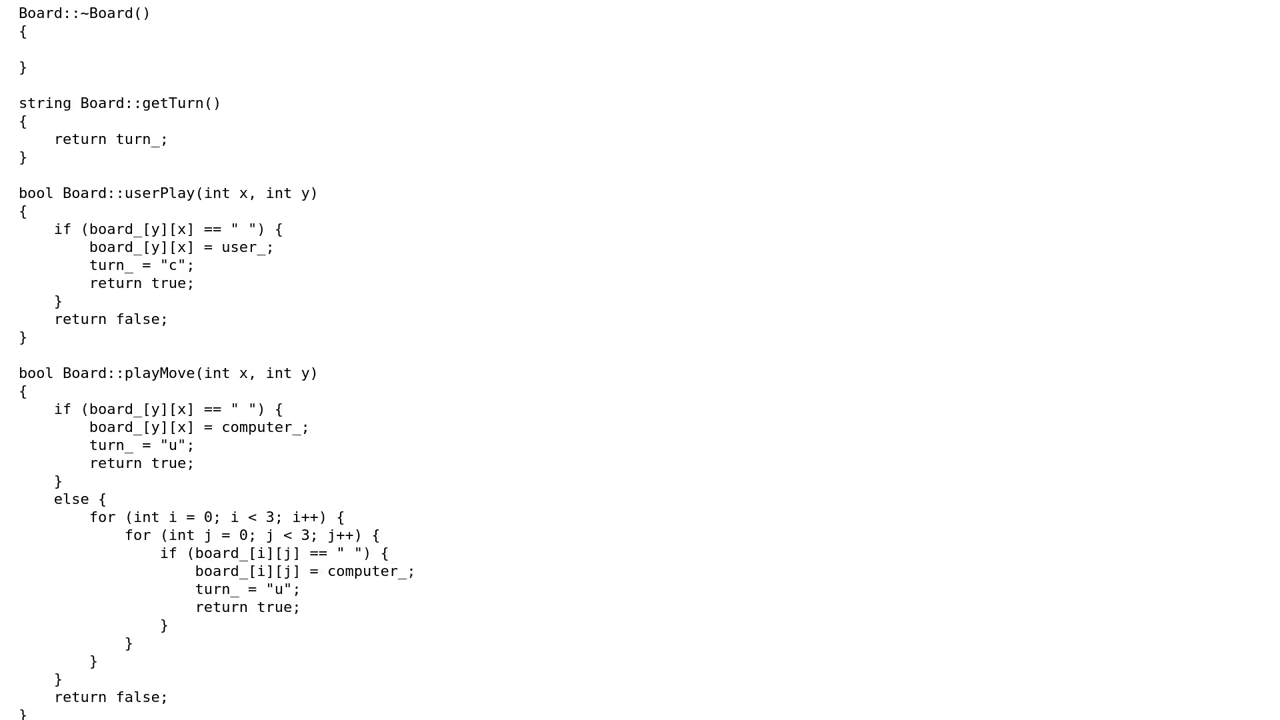 Board::~Board()
{

}

string Board::getTurn()
{
    return turn_;
}

bool Board::userPlay(int x, int y)
{
    if (board_[y][x] == " ") {
        board_[y][x] = user_;
        turn_ = "c";
        return true;
    }
    return false;
}

bool Board::playMove(int x, int y)
{
    if (board_[y][x] == " ") {
        board_[y][x] = computer_;
        turn_ = "u";
        return true;
    }
    else {
        for (int i = 0; i < 3; i++) {
            for (int j = 0; j < 3; j++) {
                if (board_[i][j] == " ") {
                    board_[i][j] = computer_;
                    turn_ = "u";
                    return true;
                }
            }
        }
    }
    return false;
}